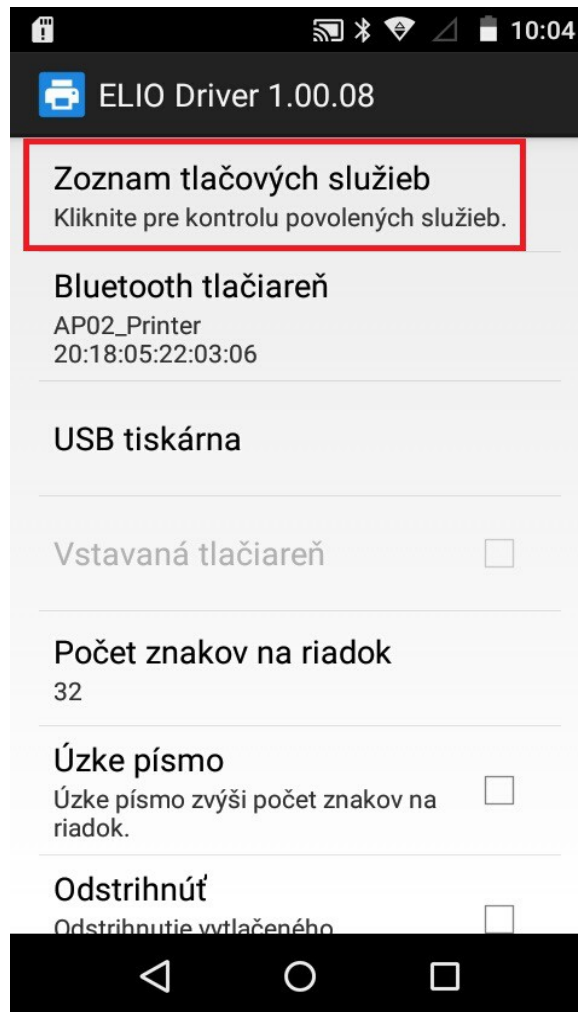 10:04
ELIO Driver 1.00.08
Zoznam tlačových služieb
Kliknite pre kontrolu povolených služieb.
Bluetooth tlačiareň
AP02_Printer
20:18:05:22:03:06
USB tiskárna
Vstavaná tlačiareň
Počet znakov na riadok
32
Úzke písmo
Úzke písmo zvýši počet znakov na
riadok.
Odstrihnúť
Odstrihnutie vytlačeného